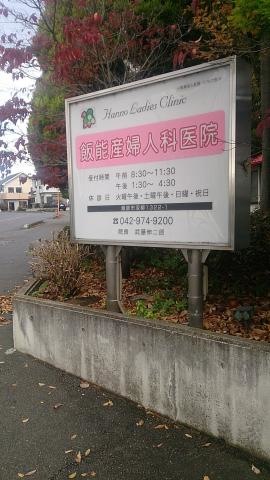 Hanno Ladies Clinic
飯能産婦人科医院
受付時間 午前 8:30～11:30
午後 1:30～4:30
休診日 火曜午後・土曜午後・日曜・祝日
☎042-974-9200
院長